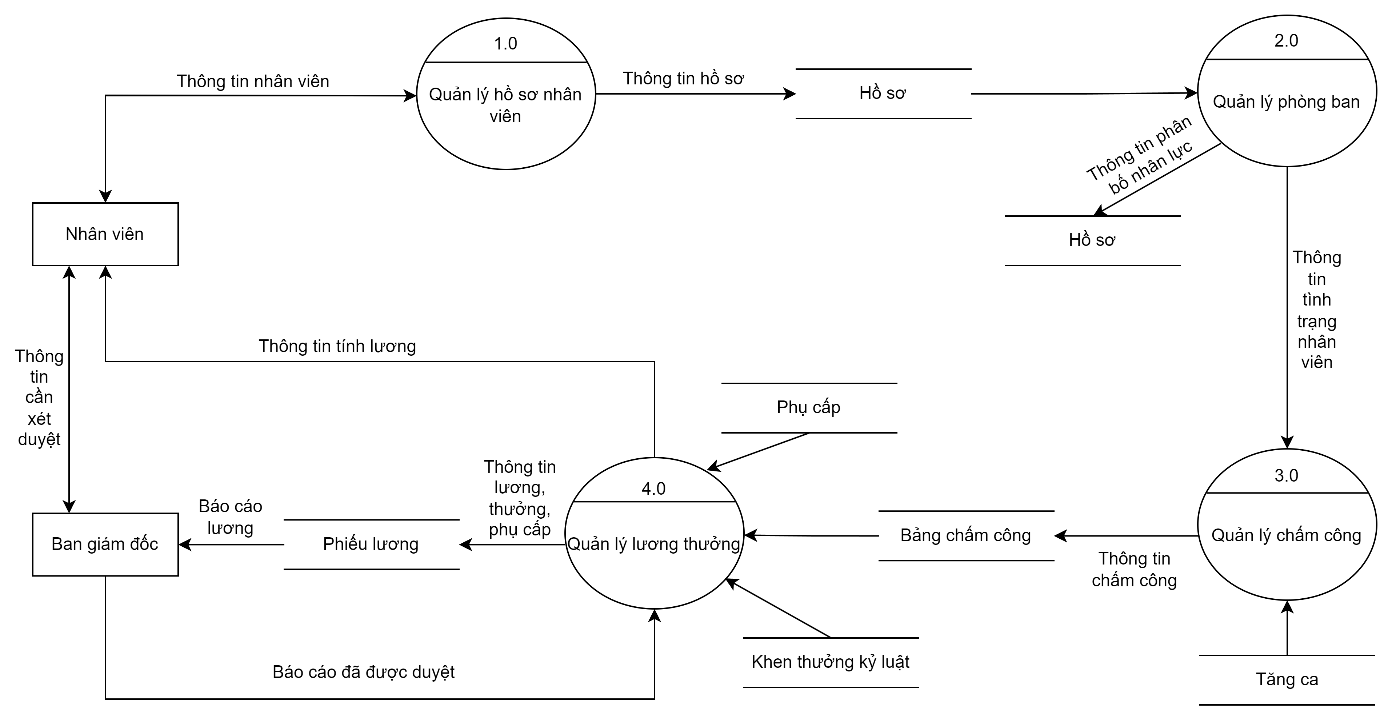 1.0
Quản lý hồ sơ nhân
viên
Thông tin nhân viên
Thông tin hồ sơ
Hồ sơ
2.0
Quản lý phòng ban
Thông tin phân
bổ nhân lực
Hồ sơ
Nhân viên
Thông
tin
tình
trạng
nhân
viên
Thông tin tính lương
Thông
tin
cần
xét
duyệt
Phụ cấp
3.0
Quản lý chấm công
Thông tin
chấm công
Bảng chấm công
4.0
Quản lý lương thưởng
Thông tin
lương,
thưởng,
phụ cấp
Phiếu lương
Báo cáo
lương
Ban giám đốc
Khen thưởng kỷ luật
Tăng ca
Báo cáo đã được duyệt